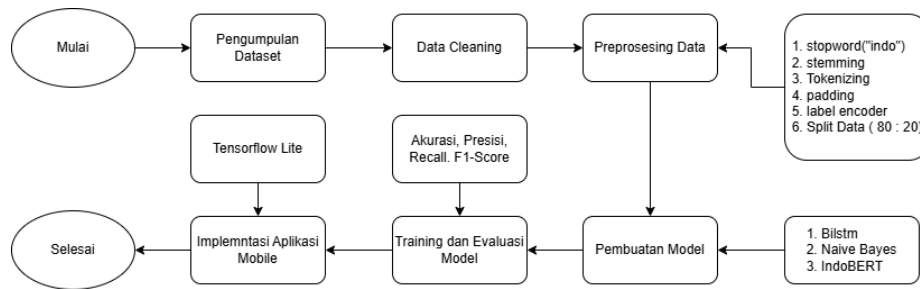 Mulai
Pengumpulan
Dataset
Data Cleaning
Preprosesing Data
1. stopword("indo")
2. stemming
3. Tokenizing
4. padding
5. label encoder
6. Split Data ( 80 : 20)
Tensorflow Lite
Akurasi, Presisi,
Recall. F1-Score
Selesai
Implemntasi Aplikasi
Mobile
Training dan Evaluasi
Model
Pembuatan Model
1. Bilstm
2. Naive Bayes
3. IndoBERT